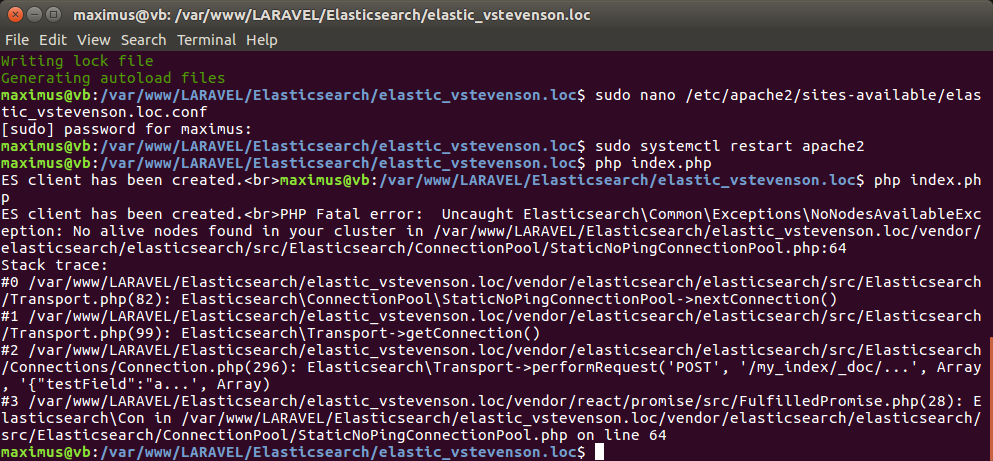 maximus@vb: /var/www/LARAVEL/Elasticsearch/elastic_vstevenson.loc
File Edit View Search Terminal Help
Writing lock file
Generating autoload files
maximus@vb:/var/www/LARAVEL/Elasticsearch/elastic_vstevenson.loc$ sudo nano /etc/apache2/sites-available/elas
tic_vstevenson.loc.conf
[sudo] password for maximus:
maximus@vb:/var/www/LARAVEL/Elasticsearch/elastic_vstevenson.loc$ sudo systemctl restart apache2
maximus@vb:/var/www/LARAVEL/Elasticsearch/elastic_vstevenson.loc$ php index.php
ES client has been created.<br>maximus@vb:/var/www/LARAVEL/Elasticsearch/elastic_vstevenson.loc$ php index.ph
p
ES client has been created.<br>PHP Fatal error:  Uncaught Elasticsearch\Common\Exceptions\NoNodesAvailableExc
eption: No alive nodes found in your cluster in /var/www/LARAVEL/Elasticsearch/elastic_vstevenson.loc/vendor/
elasticsearch/elasticsearch/src/Elasticsearch/ConnectionPool/StaticNoPingConnectionPool.php:64
Stack trace:
#0 /var/www/LARAVEL/Elasticsearch/elastic_vstevenson.loc/vendor/elasticsearch/elasticsearch/src/Elasticsearch
/Transport.php(82): Elasticsearch\ConnectionPool\StaticNoPingConnectionPool->nextConnection()
#1 /var/www/LARAVEL/Elasticsearch/elastic_vstevenson.loc/vendor/elasticsearch/elasticsearch/src/Elasticsearch
/Transport.php(99): Elasticsearch\Transport->getConnection()
#2 /var/www/LARAVEL/Elasticsearch/elastic_vstevenson.loc/vendor/elasticsearch/elasticsearch/src/Elasticsearch
/Connections/Connection.php(296): Elasticsearch\Transport->performRequest('POST', '/my_index/_doc/...', Array
, '{"testField":"a...', Array)
#3 /var/www/LARAVEL/Elasticsearch/elastic_vstevenson.loc/vendor/react/promise/src/FulfilledPromise.php(28): E
lasticsearch\Con in /var/www/LARAVEL/Elasticsearch/elastic_vstevenson.loc/vendor/elasticsearch/elasticsearch/
src/Elasticsearch/ConnectionPool/StaticNoPingConnectionPool.php on line 64
maximus@vb:/var/www/LARAVEL/Elasticsearch/elastic_vstevenson.loc$